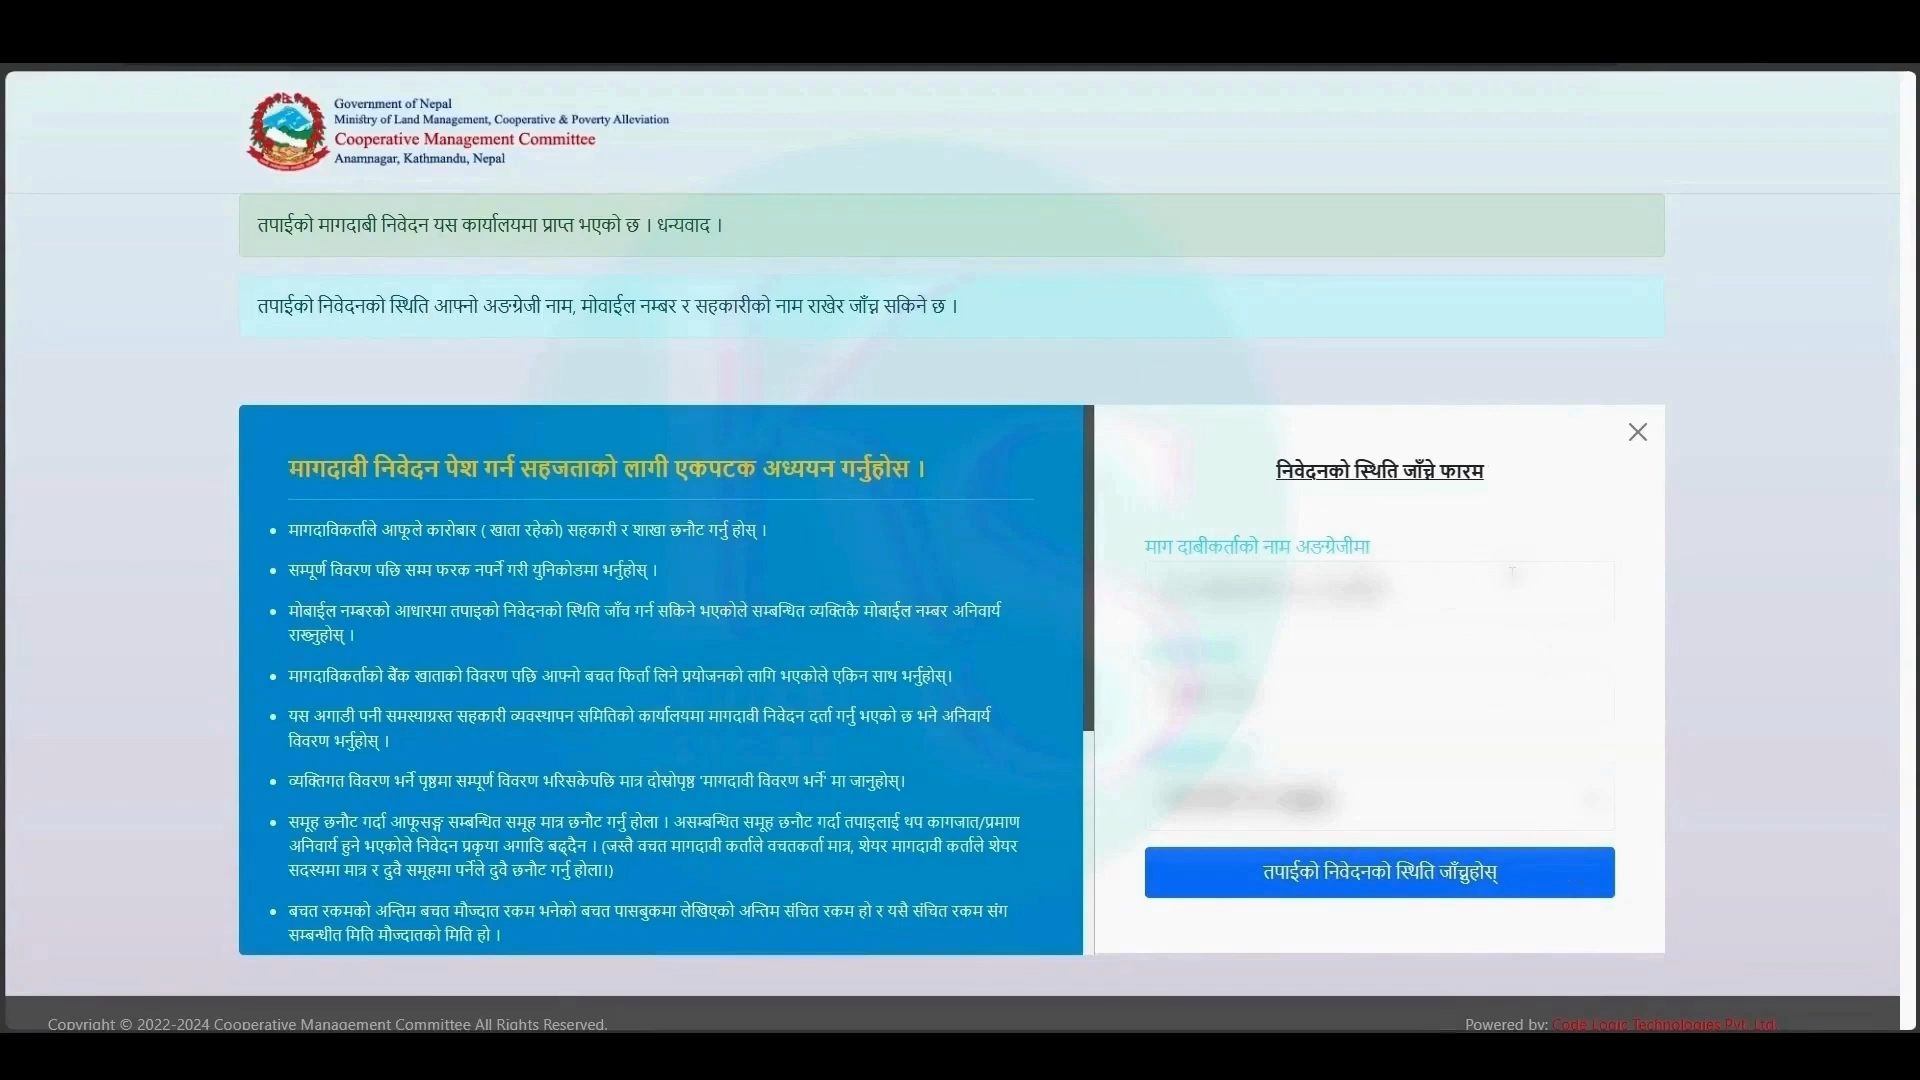 Government of Nepal
Ministry of Land Management, Cooperative & Poverty Alleviation
Cooperative Management Committee
Anamnagar, Kathmandu, Nepal
तपाईको मागदाबी निवेदन यस कार्यालयमा प्राप्त भएको छ । धन्यवाद ।
तपाईको निवेदनको स्थिति आफ्नो अङग्रेजी नाम, मोवाईल नम्बर र सहकारीको नाम राखेर जाँच्न सकिने छ ।
मागदावी निवेदन पेश गर्न सहजताको लागी एकपटक अध्ययन गर्नुहोस ।
मागदाविकर्ताले आफूले कारोबार ( खाता रहेको) सहकारी र शाखा छनौट गर्नु होस् ।
सम्पूर्ण विवरण पछि सम्म फरक नपर्ने गरी युनिकोडमा भर्नुहोस् ।
मोबाईल नम्बरको आधारमा तपाइको निवेदनको स्थिति जाँच गर्न सकिने भएकोले सम्बन्धित व्यक्तिकै मोबाईल नम्बर अनिवार्य
राख्नुहोस् ।
मागदाविकर्ताको बैंक खाताको विवरण पछि आफ्नो बचत फिर्ता लिने प्रयोजनको लागि भएकोले एकिन साथ भर्नुहोस्।
यस अगाडी पनी समस्याग्रस्त सहकारी व्यवस्थापन समितिको कार्यालयमा मागदावी निवेदन दर्ता गर्नु भएको छ भने अनिवार्य
विवरण भर्नुहोस् ।
व्यक्तिगत विवरण भर्ने पृष्ठमा सम्पूर्ण विवरण भरिसकेपछि मात्र दोस्रोपृष्ठ 'मागदावी विवरण भर्ने' मा जानुहोस्।
समूह छनौट गर्दा आफूसङ्ग सम्बन्धित समूह मात्र छनौट गर्नु होला । असम्बन्धित समूह छनौट गर्दा तपाइलाई थप कागजात/प्रमाण
अनिवार्य हुने भएकोले निवेदन प्रकृया अगाडि बढ्दैन । (जस्तै वचत मागदावी कर्ताले वचतकर्ता मात्र, शेयर मागदावी कर्ताले शेयर
सदस्यमा मात्र र दुवै समूहमा पर्नेले दुवै छनौट गर्नु होला।)
बचत रकमको अन्तिम बचत मौज्दात रकम भनेको बचत पासबुकमा लेखिएको अन्तिम संचित रकम हो र यसै संचित रकम संग
सम्बन्धीत मिति मौज्दातको मिति हो ।
निवेदनको स्थिति जाँच्ने फारम
माग दाबीकर्ताको नाम अङग्रेजीमा
तपाईको निवेदनको स्थिति जाँच्नुहोस्
Copyright © 2022-2024 Cooperative Management Committee All Rights Reserved.
Powered by: Code Logic Technologies Pvt. Ltd.